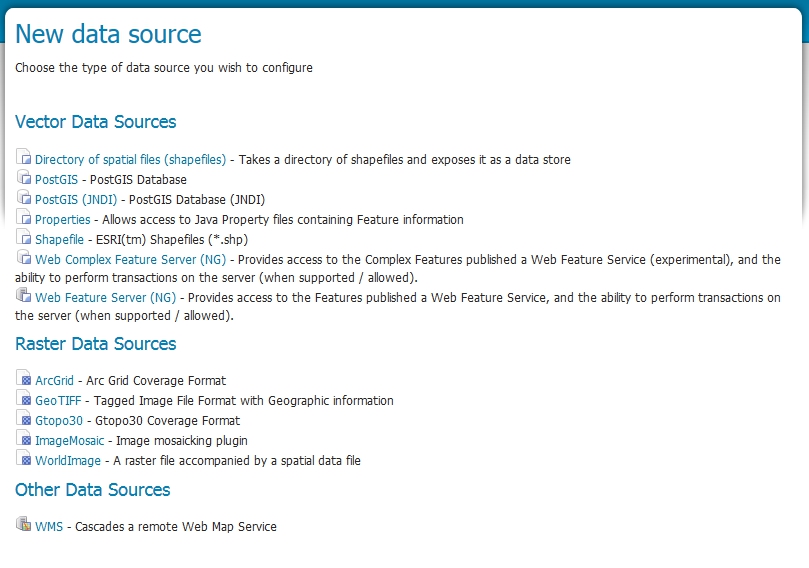 New data source
Choose the type of data source you wish to configure
Vector Data Sources
Directory of spatial files (shapefiles) - Takes a directory of shapefiles and exposes it as a data store
PostGIS - PostGIS Database
PostGIS (JNDI) - PostGIS Database (JNDI)
Properties - Allows access to Java Property files containing Feature information
Shapefile - ESRI(tm) Shapefiles (*.shp)
Web Complex Feature Server (NG) - Provides access to the Complex Features published a Web Feature Service (experimental), and the
ability to perform transactions on the server (when supported / allowed).
Web Feature Server (NG) - Provides access to the Features published a Web Feature Service, and the ability to perform transactions on
the server (when supported / allowed).
Raster Data Sources
ArcGrid - Arc Grid Coverage Format
GeoTIFF - Tagged Image File Format with Geographic information
Gtopo30 - Gtopo30 Coverage Format
ImageMosaic - Image mosaicking plugin
WorldImage - A raster file accompanied by a spatial data file
Other Data Sources
WMS - Cascades a remote Web Map Service